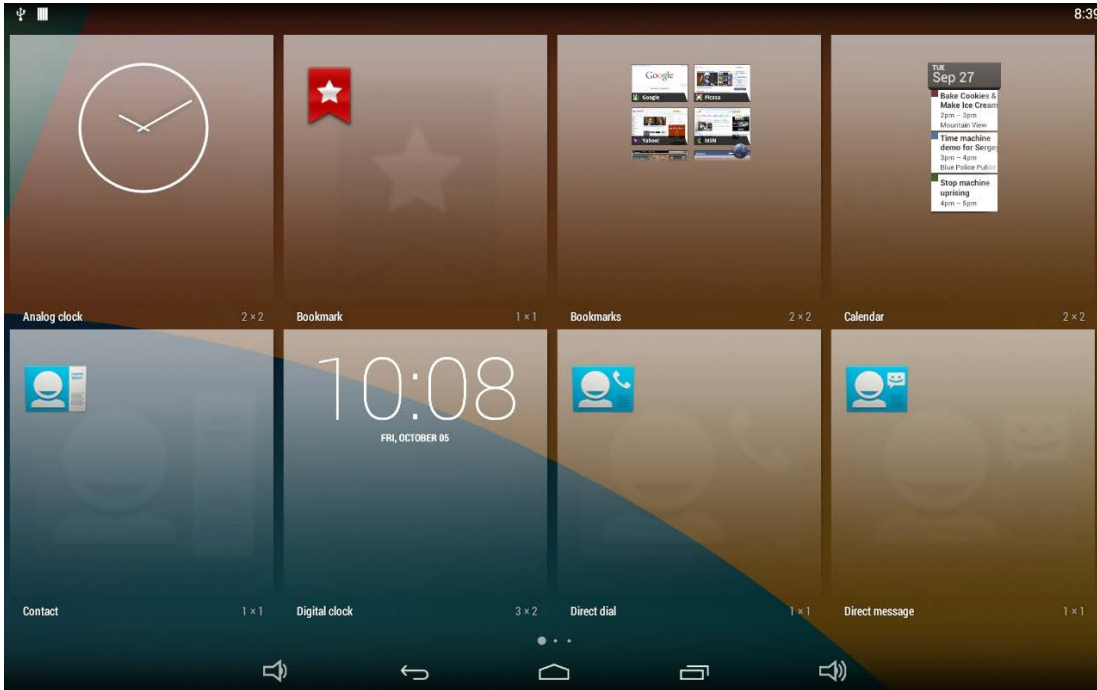 8:39
Google
Google
Picasa
Yahoo!
MSN
TUE
Sep 27
Bake Cookies &
Make Ice Cream
2pm – 3pm
Mountain View
Time machine
demo for Sergey
3pm – 4pm
Blue Police Public
Stop machine
uprising
4pm – 5pm
Analog clock 2 × 2
Bookmark 1 × 1
Bookmarks 2 × 2
Calendar 2 × 2
10:08
FRI, OCTOBER 05
Contact 1 × 1
Digital clock 3 × 2
Direct dial 1 × 1
Direct message 1 × 1